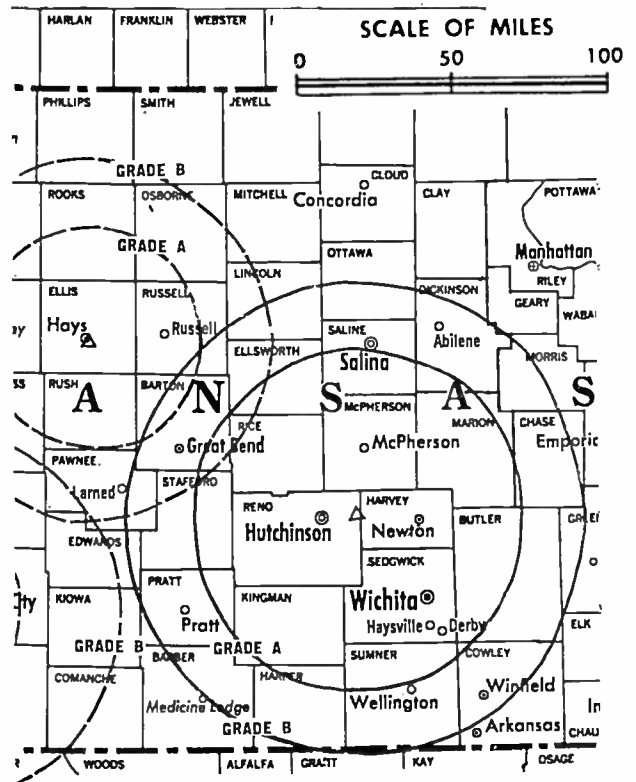 HARLAN FRANKLIN WEBSTER
SCALE OF MILES
0 50 100
PHILLIPS SMITH JEWELL
GRADE B
CLOUD
ROOKS OSBORNE MITCHELL Concordia CLAY POTTAWA
GRADE A
OTTAWA Manhattan
LINCOLN RILEY
ELLIS RUSSELL DICKINSON GEARY
WABA
Hays Russell SALINE Abilene
ELLSWORTH Salina MORRIS
RUSH BARTON
A N S A S
McPHERSON
RICE MARION CHASE
Great Bend McPherson Emporia
PAWNEE
STAFFORD
Larned RENO HARVEY
BUTLER
Hutchinson Newton
EDWARDS
SEDGWICK
PRATT
KIOWA KINGMAN Wichita
ity
Pratt Haysville Derby ELK
GRADE B GRADE A
BARBER SUMNER COWLEY
COMANCHE HARPER
Medicine Lodge Wellington Winfield
GRADE B Arkansas CHAU
WOODS ALFALFA GRANT KAY OSAGE